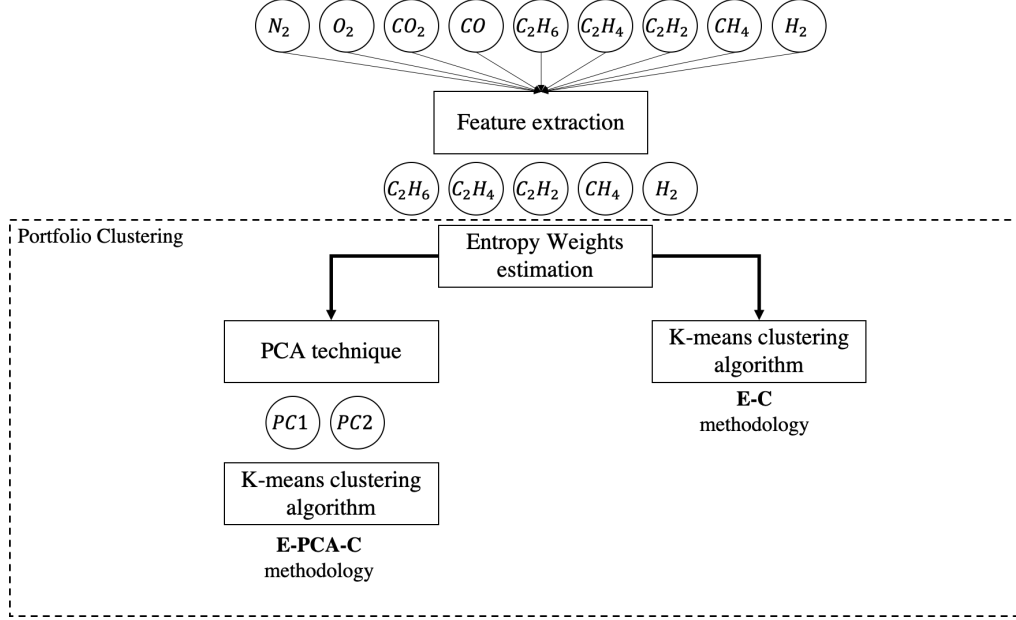 N₂ O₂ CO₂ CO C₂H₆ C₂H₄ C₂H₂ CH₄ H₂
Feature extraction
C₂H₆ C₂H₄ C₂H₂ CH₄ H₂
Portfolio Clustering
Entropy Weights
estimation
PCA technique
K-means clustering
algorithm
E-C
methodology
PC1 PC2
K-means clustering
algorithm
E-PCA-C
methodology